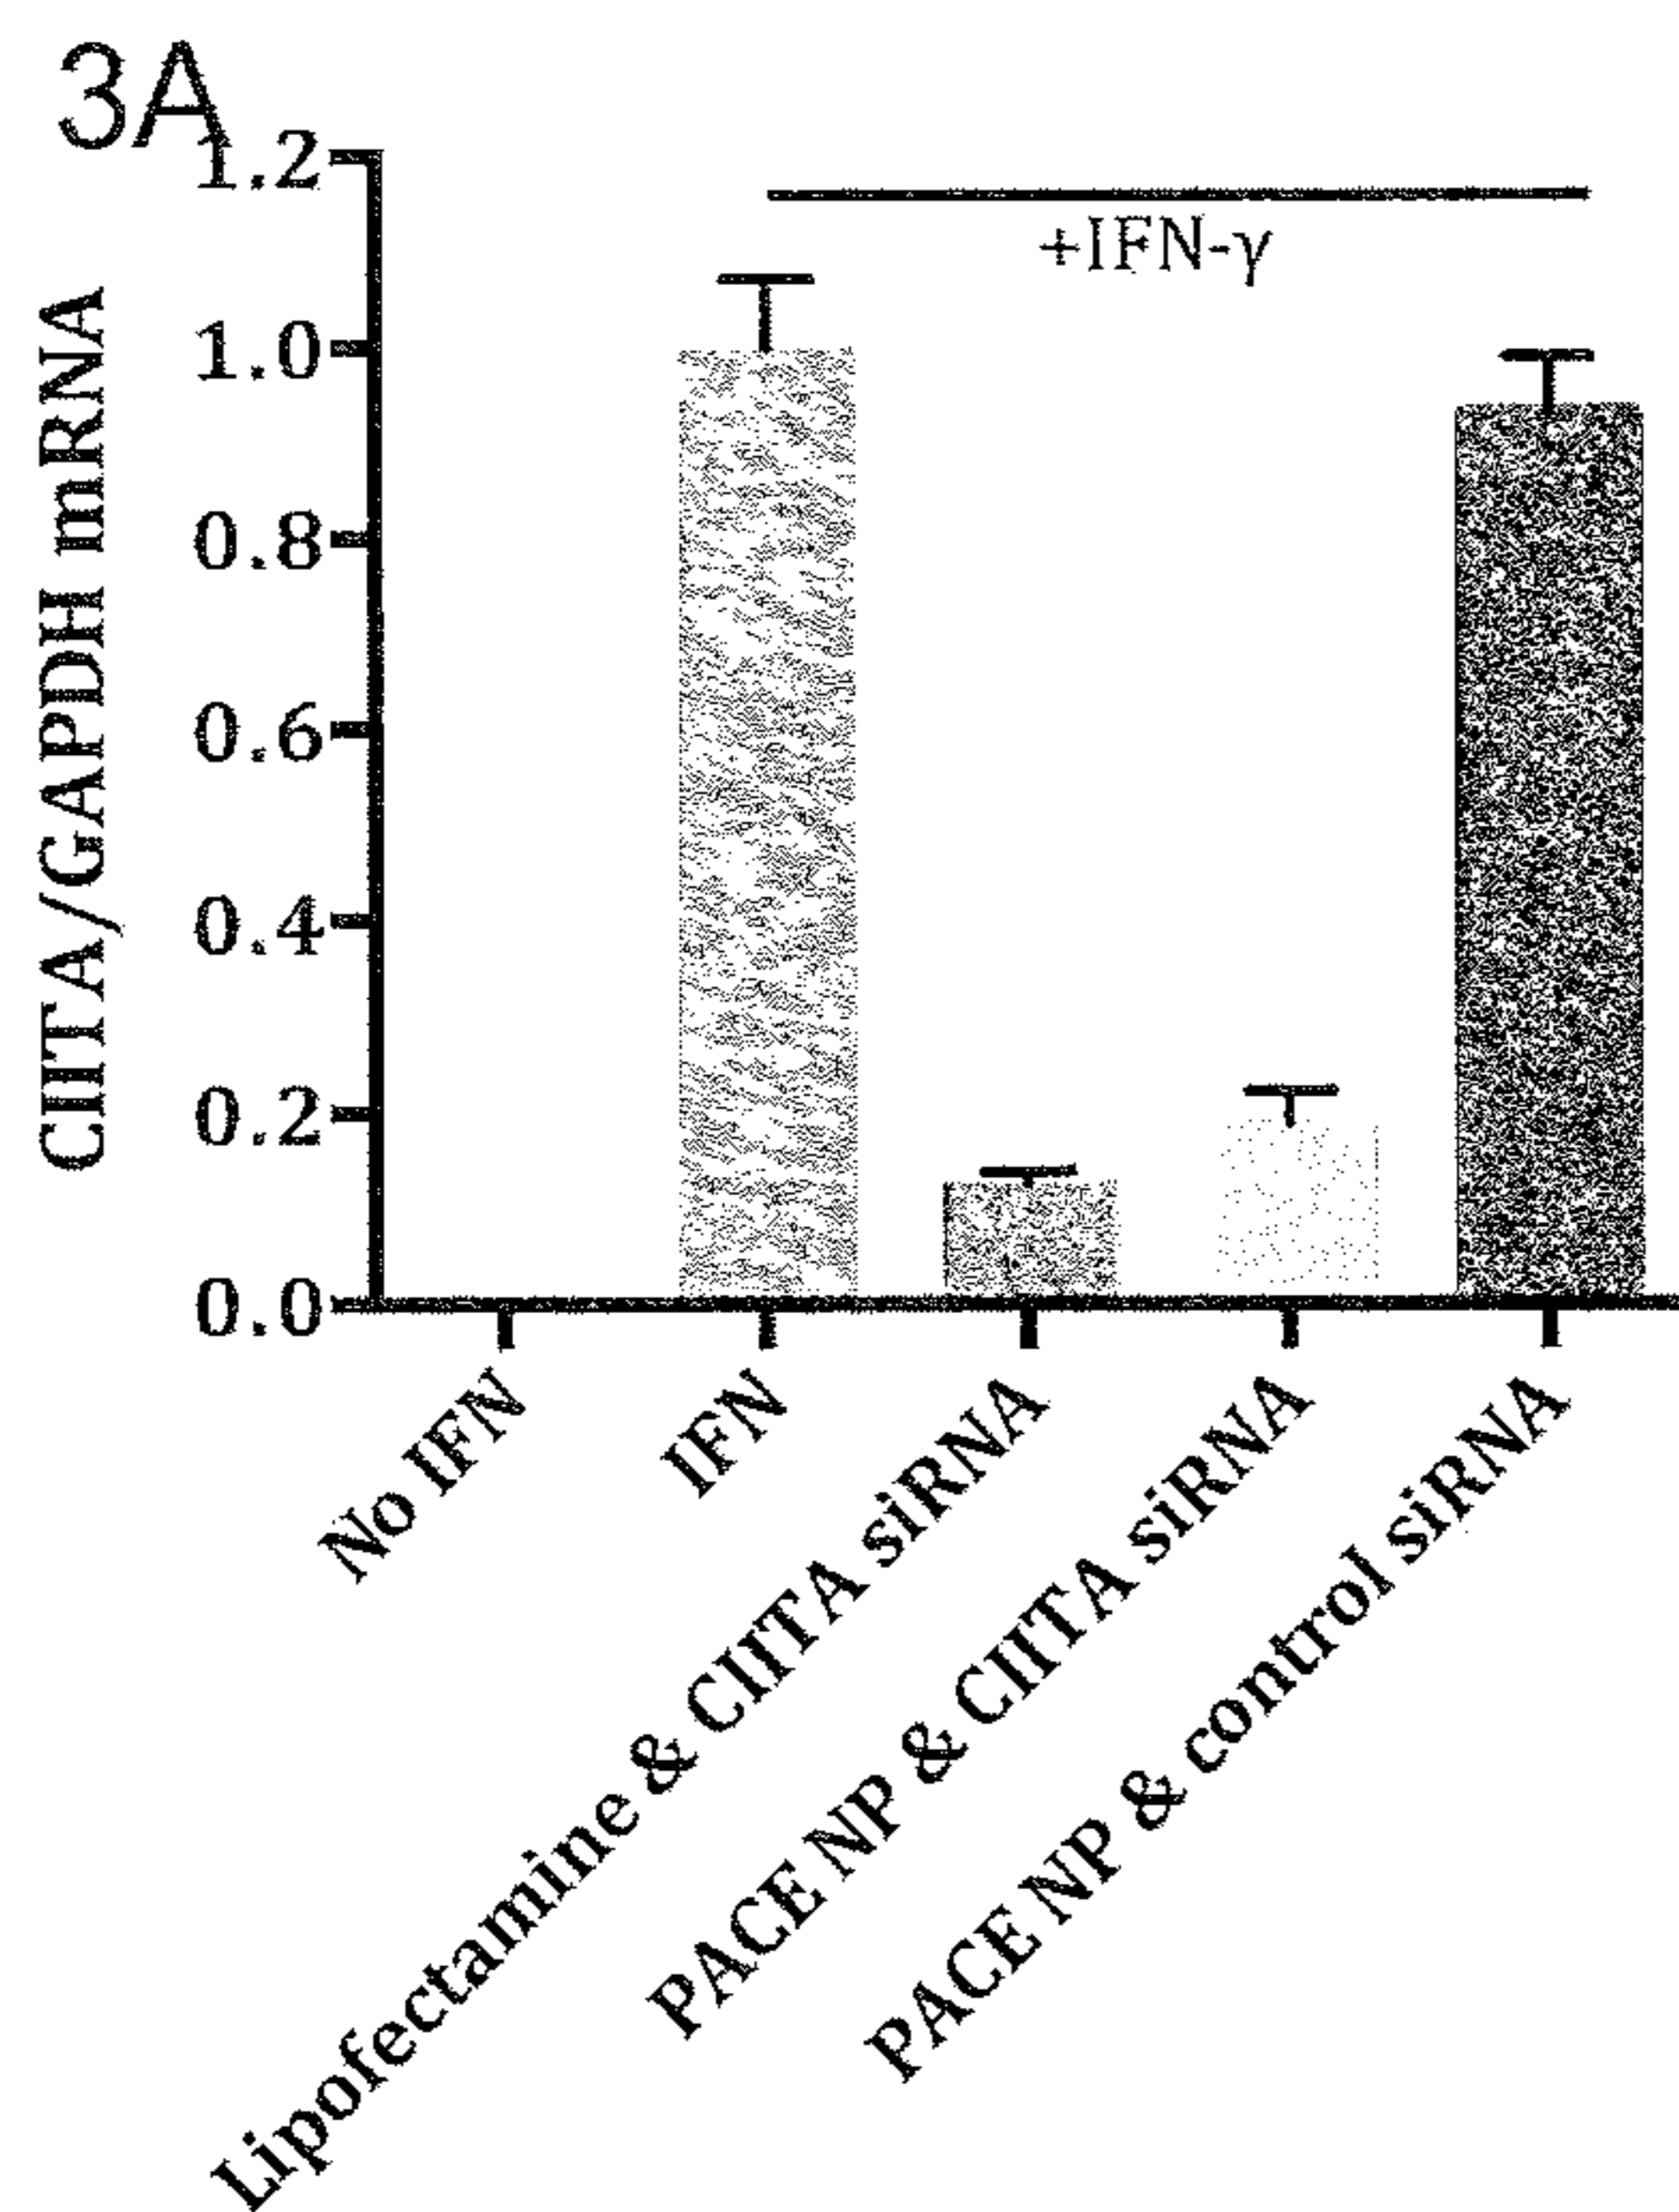 3A
1.2
+IFN-γ
1.0
0.8
0.6
0.4
0.2
0.0
CIITA/GAPDH mRNA
No IFN
IFN
Lipofectamine & CIITA siRNA
PACE NP & CIITA siRNA
PACE NP & control siRNA